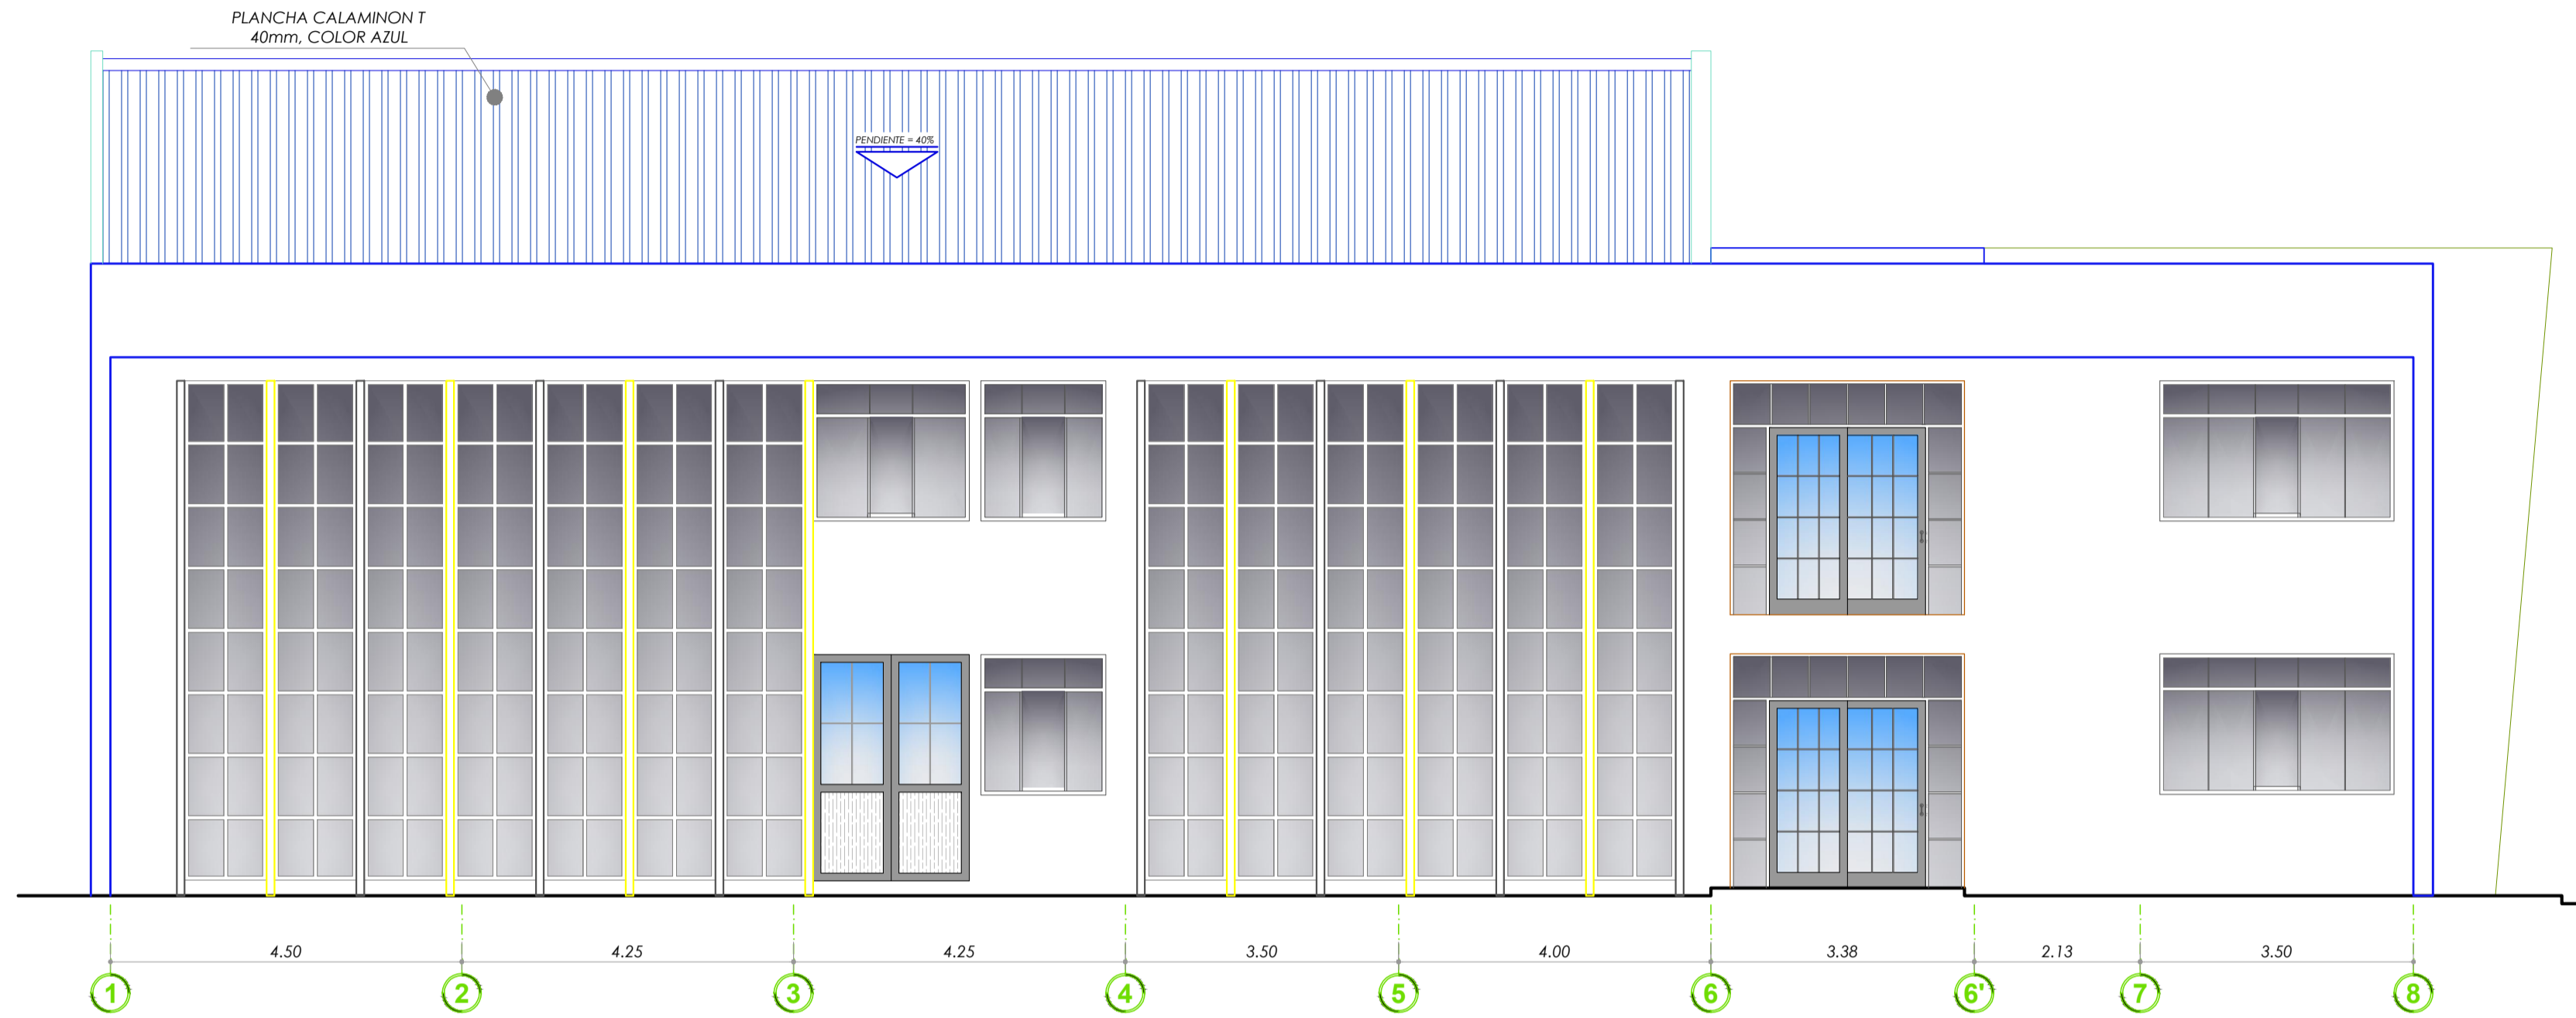 PLANCHA CALAMINON T
40mm, COLOR AZUL
PENDIENTE = 40%
4.50 4.25 4.25 3.50 4.00 3.38 2.13 3.50
1 2 3 4 5 6 6' 7 8